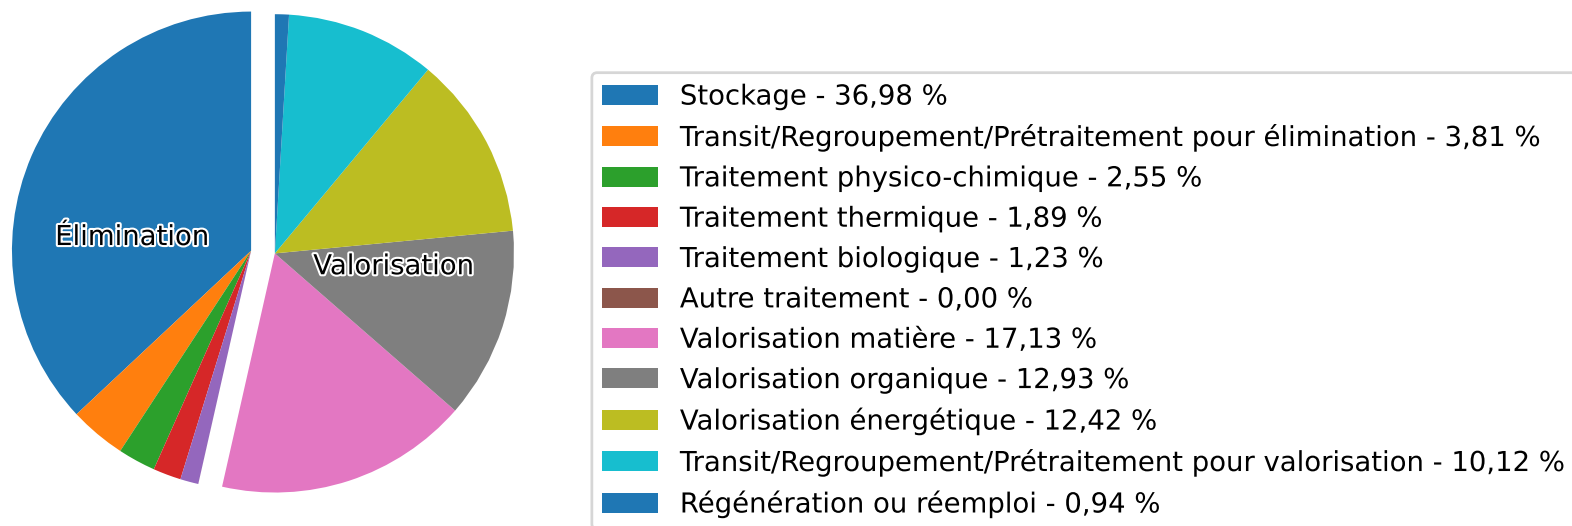 Élimination
Valorisation
Stockage - 36,98 %
Transit/Regroupement/Prétraitement pour élimination - 3,81 %
Traitement physico-chimique - 2,55 %
Traitement thermique - 1,89 %
Traitement biologique - 1,23 %
Autre traitement - 0,00 %
Valorisation matière - 17,13 %
Valorisation organique - 12,93 %
Valorisation énergétique - 12,42 %
Transit/Regroupement/Prétraitement pour valorisation - 10,12 %
Régénération ou réemploi - 0,94 %